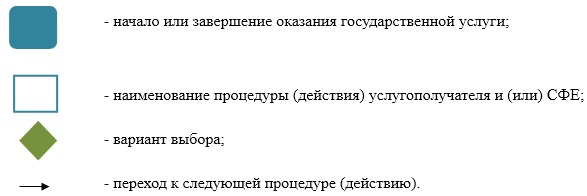 - начало или завершение оказания государственной услуги;
- наименование процедуры (действия) услугополучателя и (или) СФЕ;
- вариант выбора;
- переход к следующей процедуре (действию).